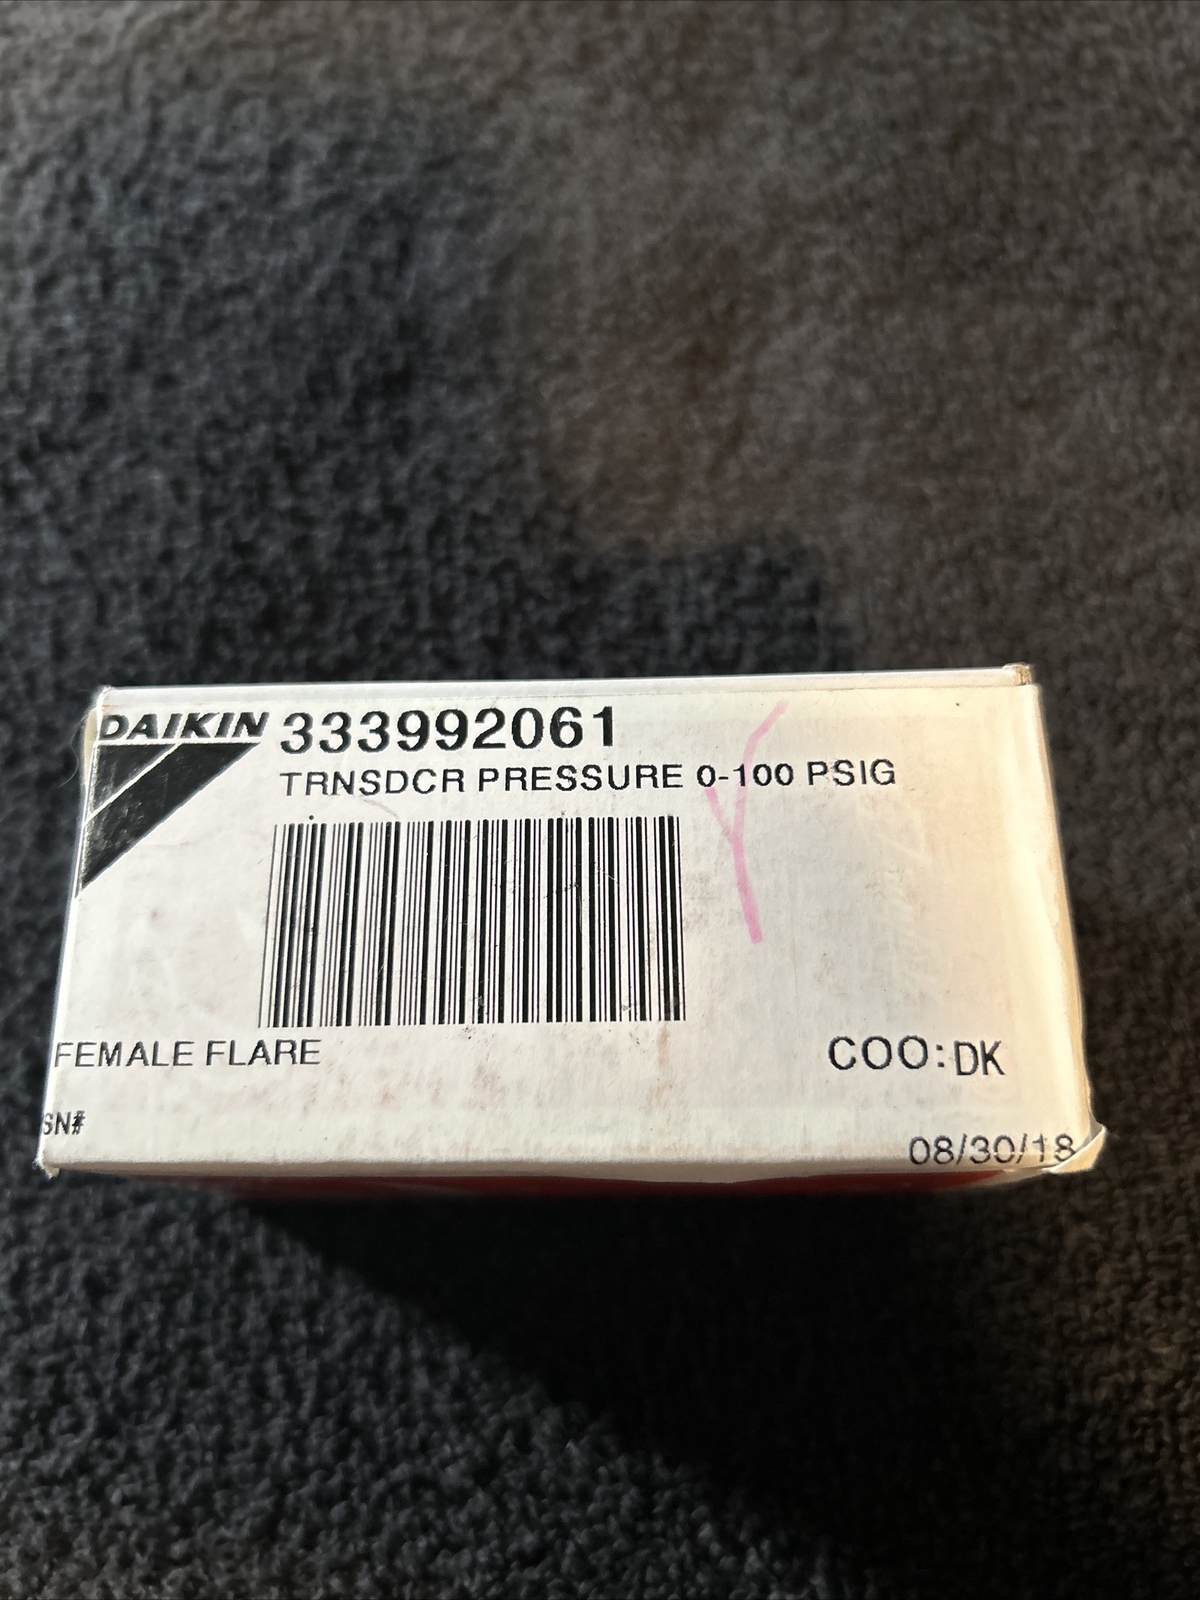 DAIKIN 333992061
TRNSDCR PRESSURE 0-100 PSIG
FEMALE FLARE
COO:DK
SN#
08/30/18